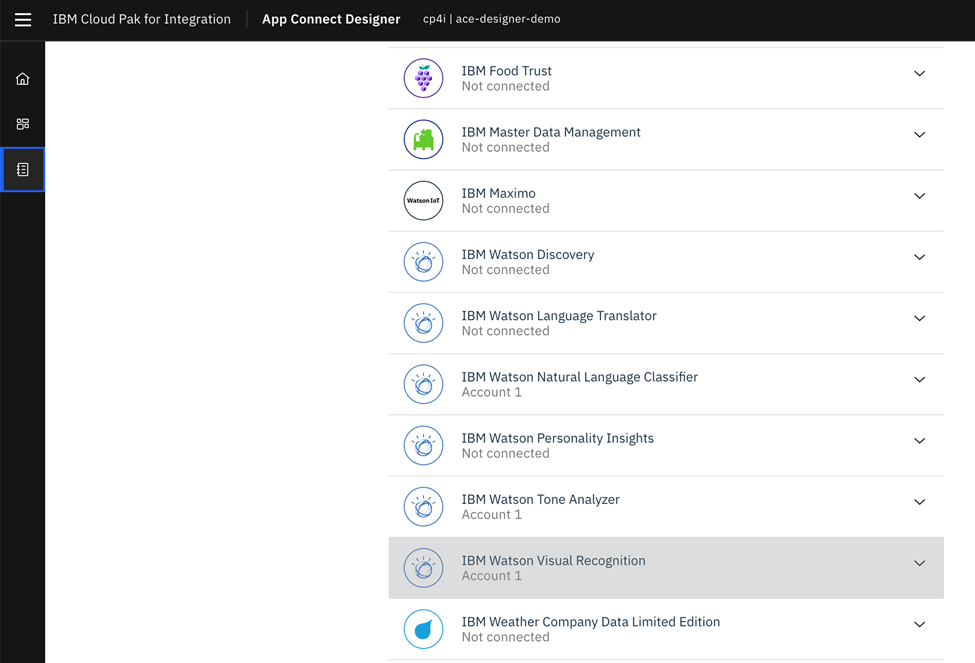 IBM Cloud Pak for Integration
App Connect Designer
cp4i | ace-designer-demo
IBM Food Trust
Not connected
IBM Master Data Management
Not connected
Watson IoT
IBM Maximo
Not connected
IBM Watson Discovery
Not connected
IBM Watson Language Translator
Not connected
IBM Watson Natural Language Classifier
Account 1
IBM Watson Personality Insights
Not connected
IBM Watson Tone Analyzer
Account 1
IBM Watson Visual Recognition
Account 1
IBM Weather Company Data Limited Edition
Not connected